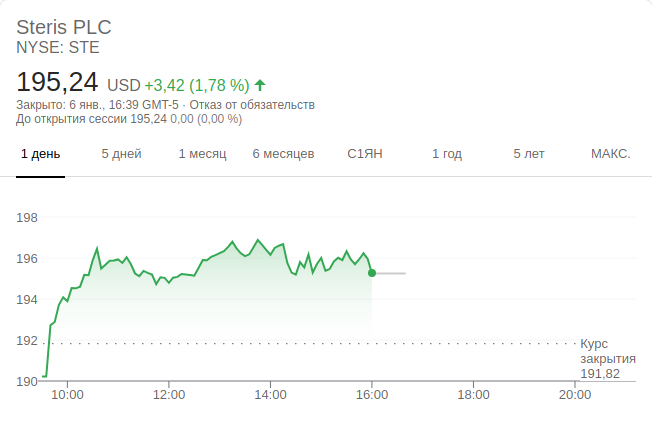 Steris PLC
NYSE: STE
195,24 USD +3,42 (1,78 %)
Закрыто: 6 янв., 16:39 GMT-5 · Отказ от обязательств
До открытия сессии 195,24 0,00 (0,00 %)
1 день 5 дней 1 месяц 6 месяцев С1ЯН 1 год 5 лет МАКС.
198
196
194
192
Курс
закрытия
191,82
190
10:00 12:00 14:00 16:00 18:00 20:00